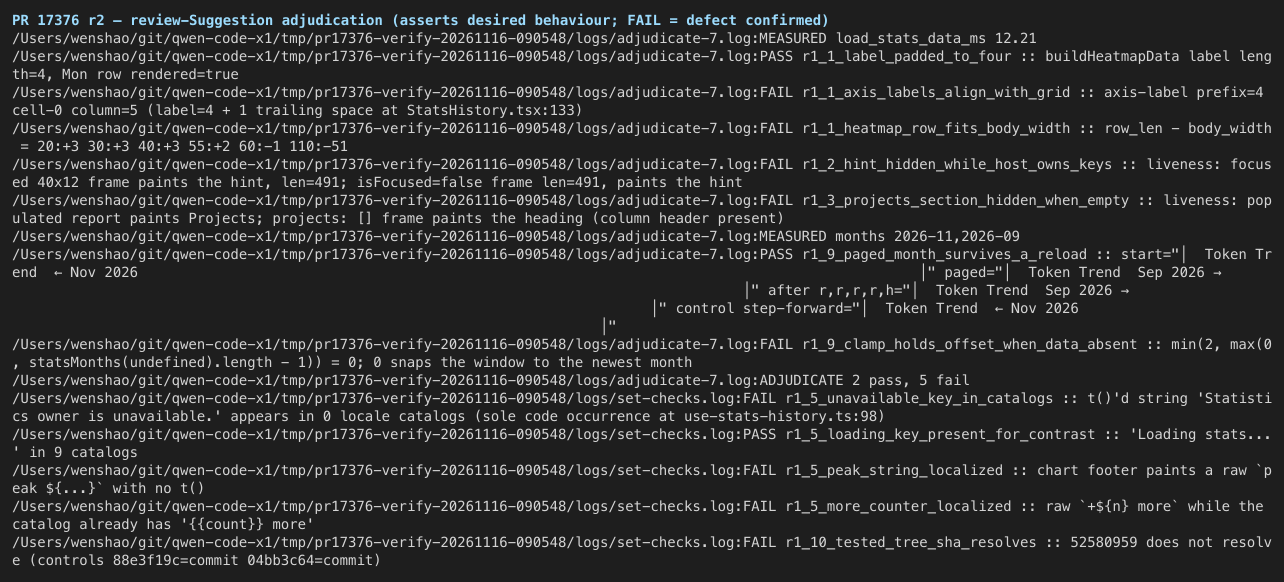 PR 17376 r2 — review-Suggestion adjudication (asserts desired behaviour; FAIL = defect confirmed)
/Users/wenshao/git/qwen-code-x1/tmp/pr17376-verify-20261116-090548/logs/adjudicate-7.log:MEASURED load_stats_data_ms 12.21
/Users/wenshao/git/qwen-code-x1/tmp/pr17376-verify-20261116-090548/logs/adjudicate-7.log:PASS r1_1_label_padded_to_four :: buildHeatmapData label leng
th=4, Mon row rendered=true
/Users/wenshao/git/qwen-code-x1/tmp/pr17376-verify-20261116-090548/logs/adjudicate-7.log:FAIL r1_1_axis_labels_align_with_grid :: axis-label prefix=4
cell-0 column=5 (label=4 + 1 trailing space at StatsHistory.tsx:133)
/Users/wenshao/git/qwen-code-x1/tmp/pr17376-verify-20261116-090548/logs/adjudicate-7.log:FAIL r1_1_heatmap_row_fits_body_width :: row_len − body_width
 = 20:+3 30:+3 40:+3 55:+2 60:-1 110:-51
/Users/wenshao/git/qwen-code-x1/tmp/pr17376-verify-20261116-090548/logs/adjudicate-7.log:FAIL r1_2_hint_hidden_while_host_owns_keys :: liveness: focus
ed 40x12 frame paints the hint, len=491; isFocused=false frame len=491, paints the hint
/Users/wenshao/git/qwen-code-x1/tmp/pr17376-verify-20261116-090548/logs/adjudicate-7.log:FAIL r1_3_projects_section_hidden_when_empty :: liveness: pop
ulated report paints Projects; projects: [] frame paints the heading (column header present)
/Users/wenshao/git/qwen-code-x1/tmp/pr17376-verify-20261116-090548/logs/adjudicate-7.log:MEASURED months 2026-11,2026-09
/Users/wenshao/git/qwen-code-x1/tmp/pr17376-verify-20261116-090548/logs/adjudicate-7.log:PASS r1_9_paged_month_survives_a_reload :: start="│  Token Tr
end  ← Nov 2026                                                                                               │" paged="│  Token Trend  Sep 2026 →
                                                                                         │" after r,r,r,r,h="│  Token Trend  Sep 2026 →
                                                                              │" control step-forward="│  Token Trend  ← Nov 2026
                                                                        │"
/Users/wenshao/git/qwen-code-x1/tmp/pr17376-verify-20261116-090548/logs/adjudicate-7.log:FAIL r1_9_clamp_holds_offset_when_data_absent :: min(2, max(0
, statsMonths(undefined).length − 1)) = 0; 0 snaps the window to the newest month
/Users/wenshao/git/qwen-code-x1/tmp/pr17376-verify-20261116-090548/logs/adjudicate-7.log:ADJUDICATE 2 pass, 5 fail
/Users/wenshao/git/qwen-code-x1/tmp/pr17376-verify-20261116-090548/logs/set-checks.log:FAIL r1_5_unavailable_key_in_catalogs :: t()'d string 'Statisti
cs owner is unavailable.' appears in 0 locale catalogs (sole code occurrence at use-stats-history.ts:98)
/Users/wenshao/git/qwen-code-x1/tmp/pr17376-verify-20261116-090548/logs/set-checks.log:PASS r1_5_loading_key_present_for_contrast :: 'Loading stats...
' in 9 catalogs
/Users/wenshao/git/qwen-code-x1/tmp/pr17376-verify-20261116-090548/logs/set-checks.log:FAIL r1_5_peak_string_localized :: chart footer paints a raw `p
eak ${...}` with no t()
/Users/wenshao/git/qwen-code-x1/tmp/pr17376-verify-20261116-090548/logs/set-checks.log:FAIL r1_5_more_counter_localized :: raw `+${n} more` while the
catalog already has '{{count}} more'
/Users/wenshao/git/qwen-code-x1/tmp/pr17376-verify-20261116-090548/logs/set-checks.log:FAIL r1_10_tested_tree_sha_resolves :: 52580959 does not resolv
e (controls 88e3f19c=commit 04bb3c64=commit)